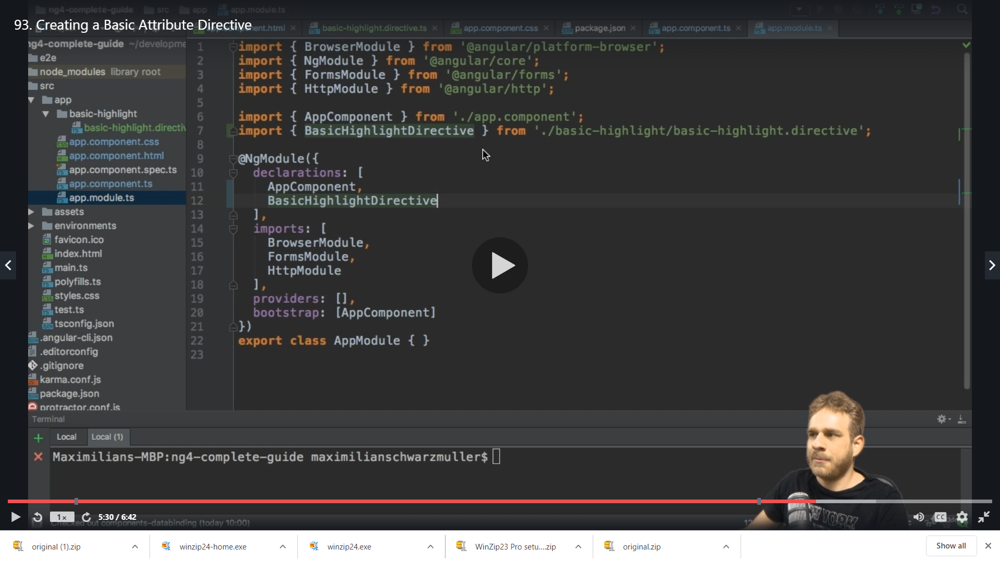 ng4-complete-guide src app app.module.ts
93. Creating a Basic Attribute Directive
basic-highlight.directive.ts app.component.css package.json app.component.ts app.module.ts
ng4-complete-guide ~/developme
e2e
node_modules library root
src
app
basic-highlight
basic-highlight.directiv
app.component.css
app.component.html
app.component.spec.ts
app.component.ts
app.module.ts
assets
environments
favicon.ico
index.html
main.ts
polyfills.ts
styles.css
test.ts
tsconfig.json
.angular-cli.json
.editorconfig
.gitignore
karma.conf.js
package.json
protractor.conf.js
1 import { BrowserModule } from '@angular/platform-browser';
2 import { NgModule } from '@angular/core';
3 import { FormsModule } from '@angular/forms';
4 import { HttpModule } from '@angular/http';
5
6 import { AppComponent } from './app.component';
7 import { BasicHighlightDirective } from './basic-highlight/basic-highlight.directive';
8
9 @NgModule({
10 declarations: [
11 AppComponent,
12 BasicHighlightDirective
13 ],
14 imports: [
15 BrowserModule,
16 FormsModule,
17 HttpModule
18 ],
19 providers: [],
20 bootstrap: [AppComponent]
21 })
22 export class AppModule { }
23
Terminal
Local Local (1)
Maximilians-MBP:ng4-complete-guide maximilianschwarzmuller$
1x 5:30 / 6:42 CC
Checked out components-databinding (today 10:00)
original (1).zip winzip24-home.exe winzip24.exe WinZip23 Pro setu....zip original.zip Show all